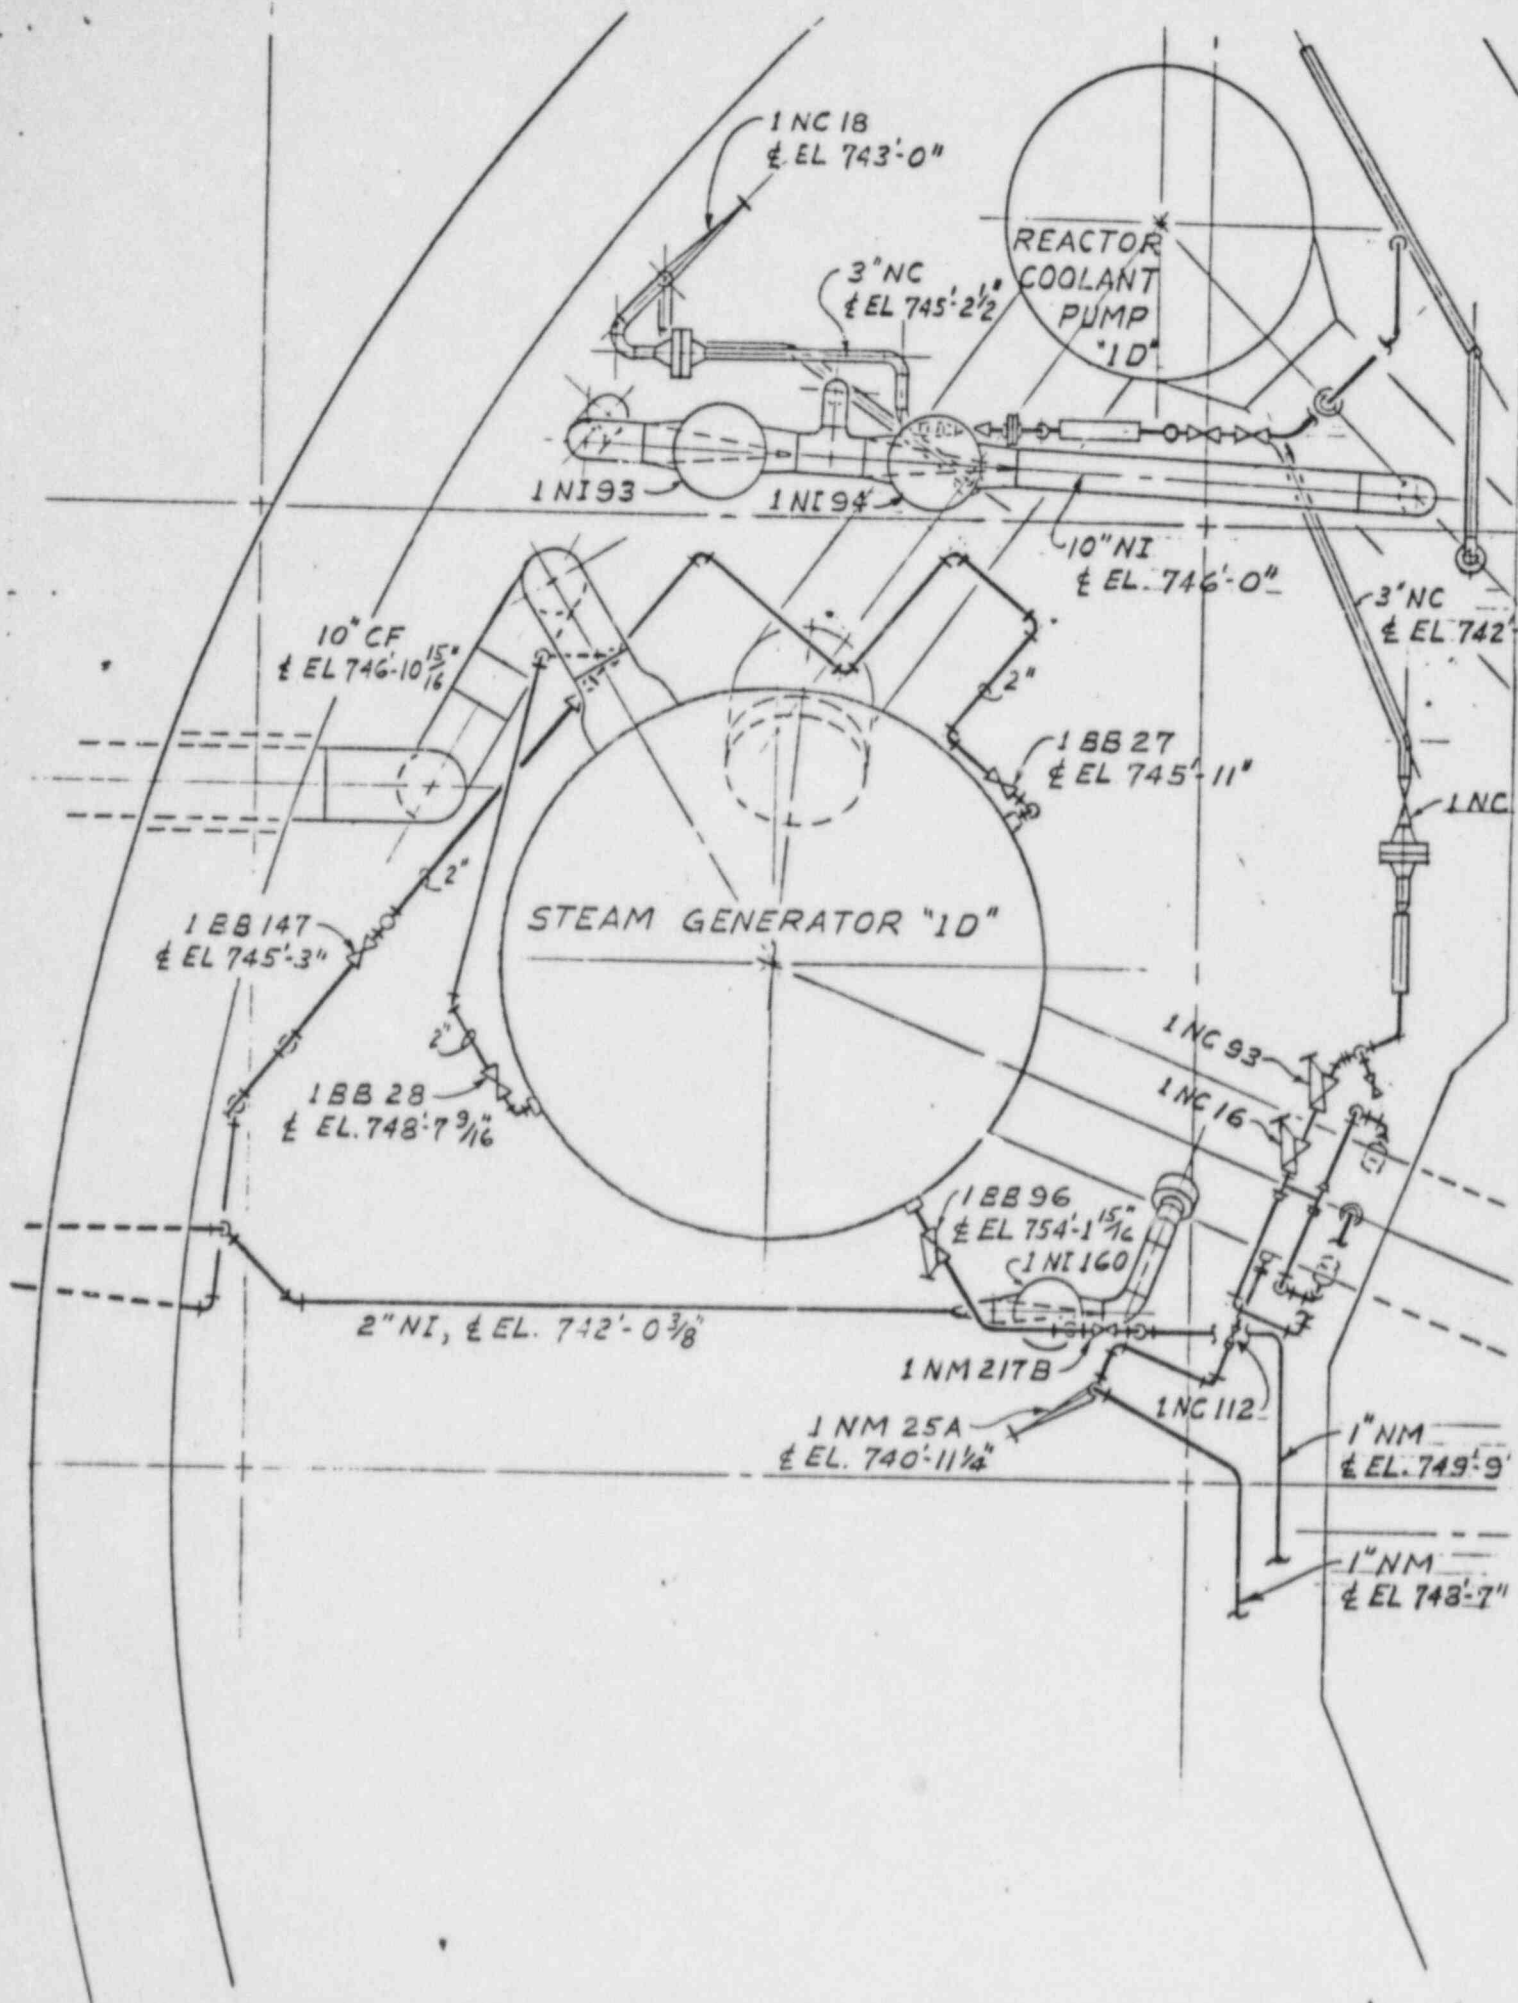 1 NC 18
℄ EL 743'-0"
REACTOR
COOLANT
PUMP
"1D"
3"NC
℄ EL 745'-2½"
1 NI 93
1 NI 94
10"NI
℄ EL. 746'-0"
3"NC
℄ EL 742'-
10"CF
℄ EL 746'-10 15/16"
2"
1 BB 27
℄ EL 745'-11"
1 NC
2"
1 BB 147
℄ EL 745'-3"
STEAM GENERATOR "1D"
2"
1 BB 28
℄ EL. 748'-7 9/16"
1 NC 93
1 NC 16
1 BB 96
℄ EL 754'-1 15/16"
1 NI 160
2" NI, ℄ EL. 742'-0 3/8"
1 NM 217B
1 NC 112
1 NM 25A
℄ EL. 740'-11¼"
1"NM
℄ EL. 749'-9"
1"NM
℄ EL 748'-7"